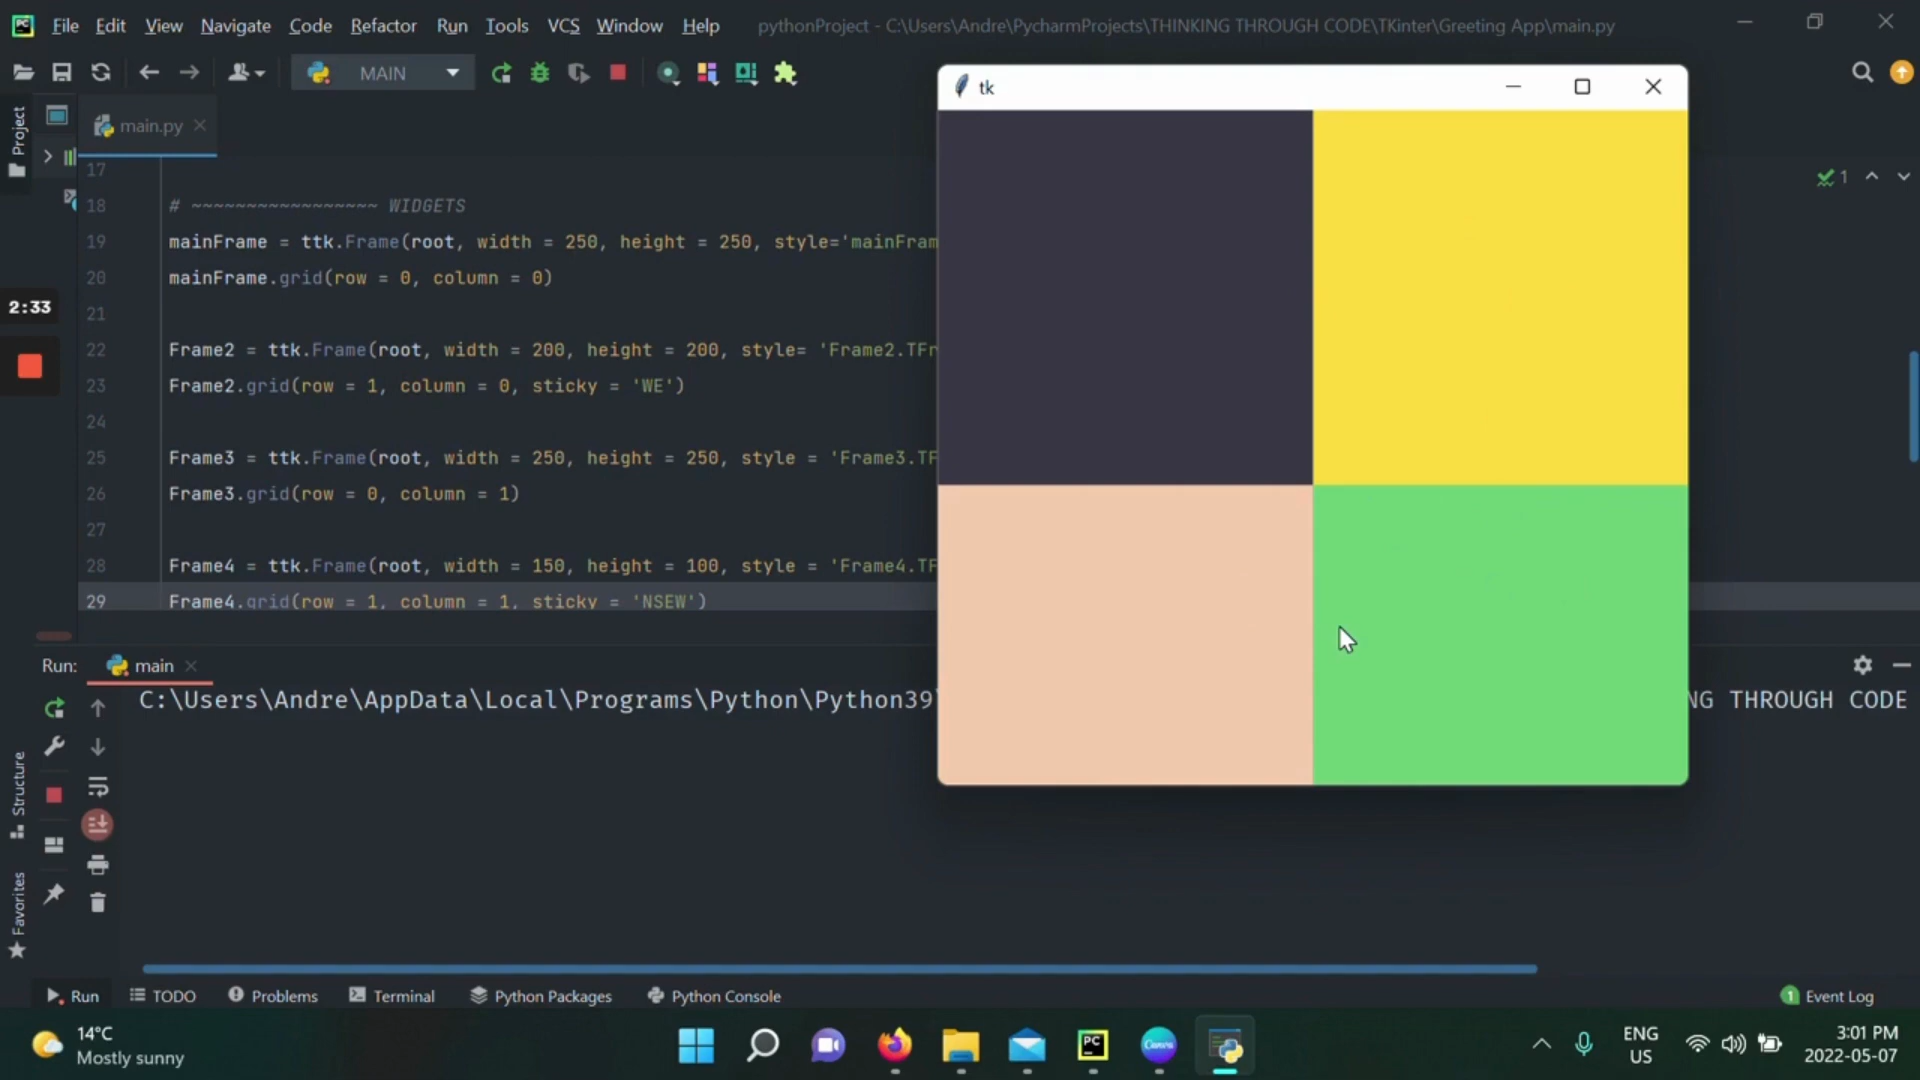 File Edit View Navigate Code Refactor Run Tools VCS Window Help pythonProject - C:\Users\Andre\PycharmProjects\THINKING THROUGH CODE\TKinter\Greeting App\main.py
MAIN
tk
Project
main.py
1
17
18 # ~~~~~~~~~~~~~~~~~ WIDGETS
19 mainFrame = ttk.Frame(root, width = 250, height = 250, style='mainFram
20 mainFrame.grid(row = 0, column = 0)
2:33
21
22 Frame2 = ttk.Frame(root, width = 200, height = 200, style= 'Frame2.TFr
23 Frame2.grid(row = 1, column = 0, sticky = 'WE')
24
25 Frame3 = ttk.Frame(root, width = 250, height = 250, style = 'Frame3.TF
26 Frame3.grid(row = 0, column = 1)
27
28 Frame4 = ttk.Frame(root, width = 150, height = 100, style = 'Frame4.TF
29 Frame4.grid(row = 1, column = 1, sticky = 'NSEW')
Run: main
C:\Users\Andre\AppData\Local\Programs\Python\Python39\ NG THROUGH CODE
Structure
Favorites
Run TODO Problems Terminal Python Packages Python Console 1 Event Log
14°C
Mostly sunny
PC
Canva
ENG
US
3:01 PM
2022-05-07